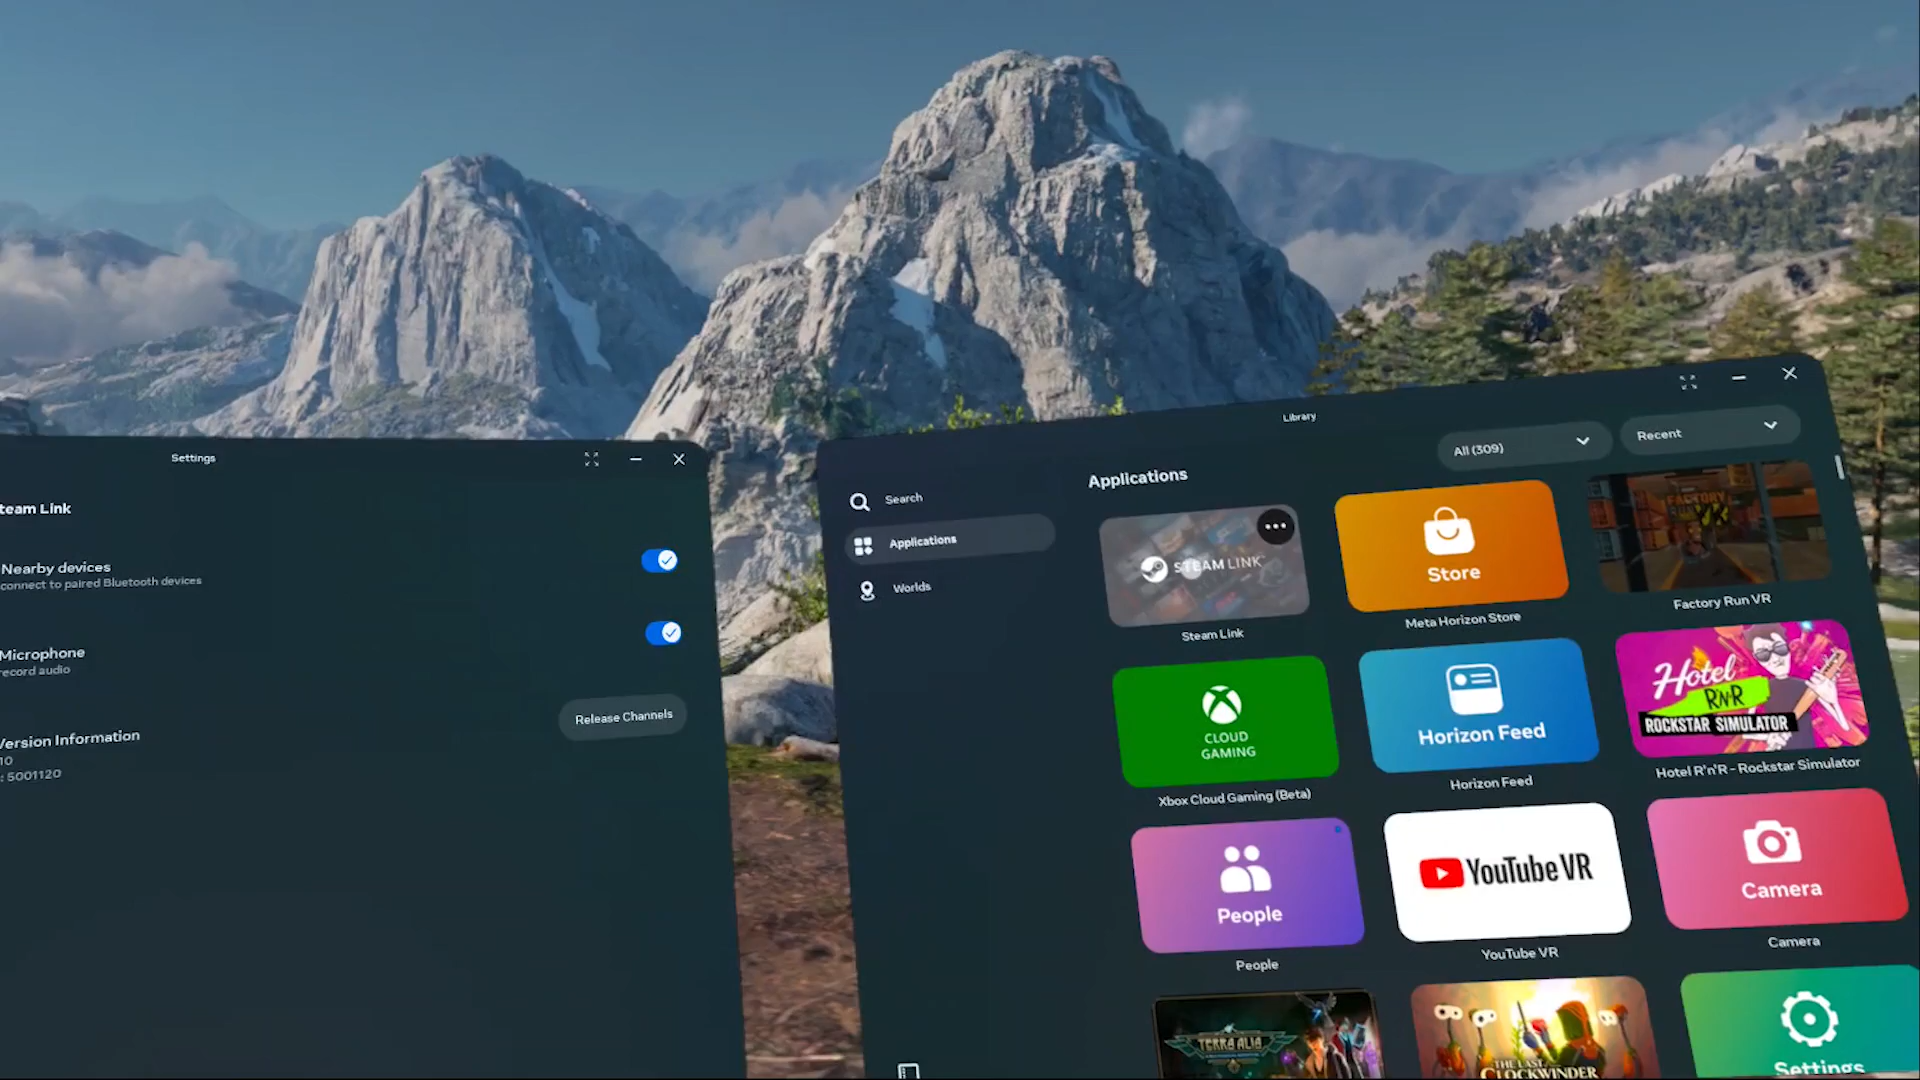 Settings
team Link
Nearby devices
connect to paired Bluetooth devices
Microphone
record audio
Version Information
10
: 5001120
Release Channels
Library
All (309)
Recent
Search
Applications
Worlds
Applications
STEAM LINK
Steam Link
Store
Meta Horizon Store
FACTORY
Factory Run VR
CLOUD
GAMING
Xbox Cloud Gaming (Beta)
Horizon Feed
Horizon Feed
Hotel
R'N'R
ROCKSTAR SIMULATOR
Hotel R'n'R - Rockstar Simulator
People
People
YouTube VR
YouTube VR
Camera
Camera
TERRA ALIA
THE LAST
CLOCKWINDER
Settings